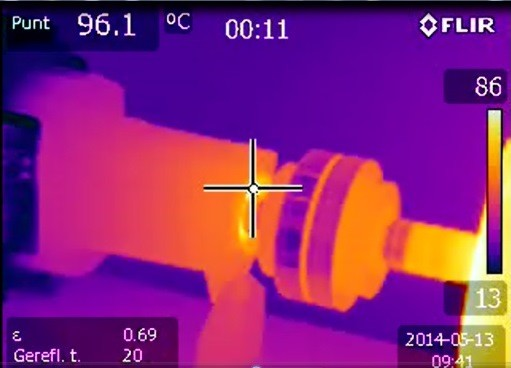 Punt 96.1 °C 00:11 FLIR
86
13
ε 0.69
Gerefl. t. 20
2014-05-13
09:41